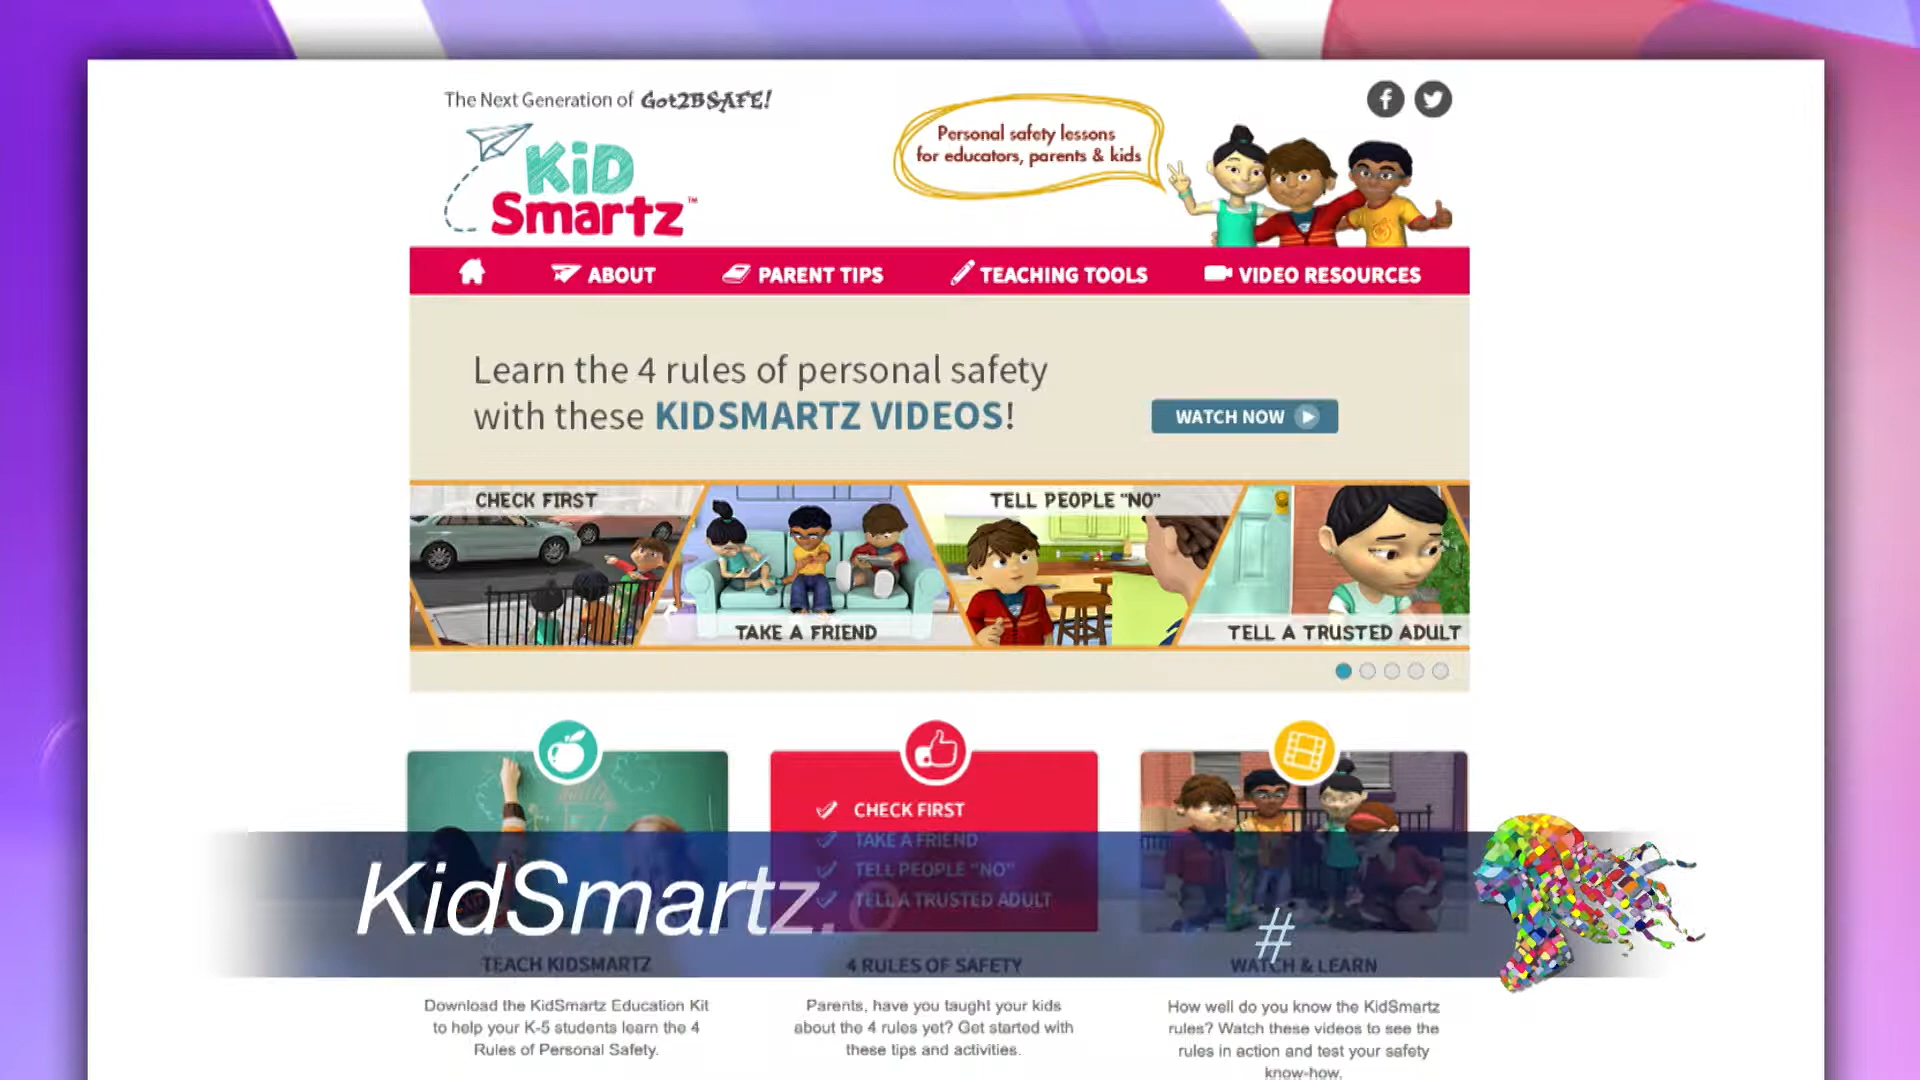 The Next Generation of Got2BSAFE!
KiD
Smartz™
Personal safety lessons
for educators, parents & kids
ABOUT
PARENT TIPS
TEACHING TOOLS
VIDEO RESOURCES
Learn the 4 rules of personal safety
with these KIDSMARTZ VIDEOS!
WATCH NOW
CHECK FIRST
TAKE A FRIEND
TELL PEOPLE "NO"
TELL A TRUSTED ADULT
CHECK FIRST
TAKE A FRIEND
TELL PEOPLE "NO"
TELL A TRUSTED ADULT
KidSmartz.o
#
TEACH KIDSMARTZ
4 RULES OF SAFETY
WATCH & LEARN
Download the KidSmartz Education Kit
to help your K-5 students learn the 4
Rules of Personal Safety.
Parents, have you taught your kids
about the 4 rules yet? Get started with
these tips and activities.
How well do you know the KidSmartz
rules? Watch these videos to see the
rules in action and test your safety
know-how.